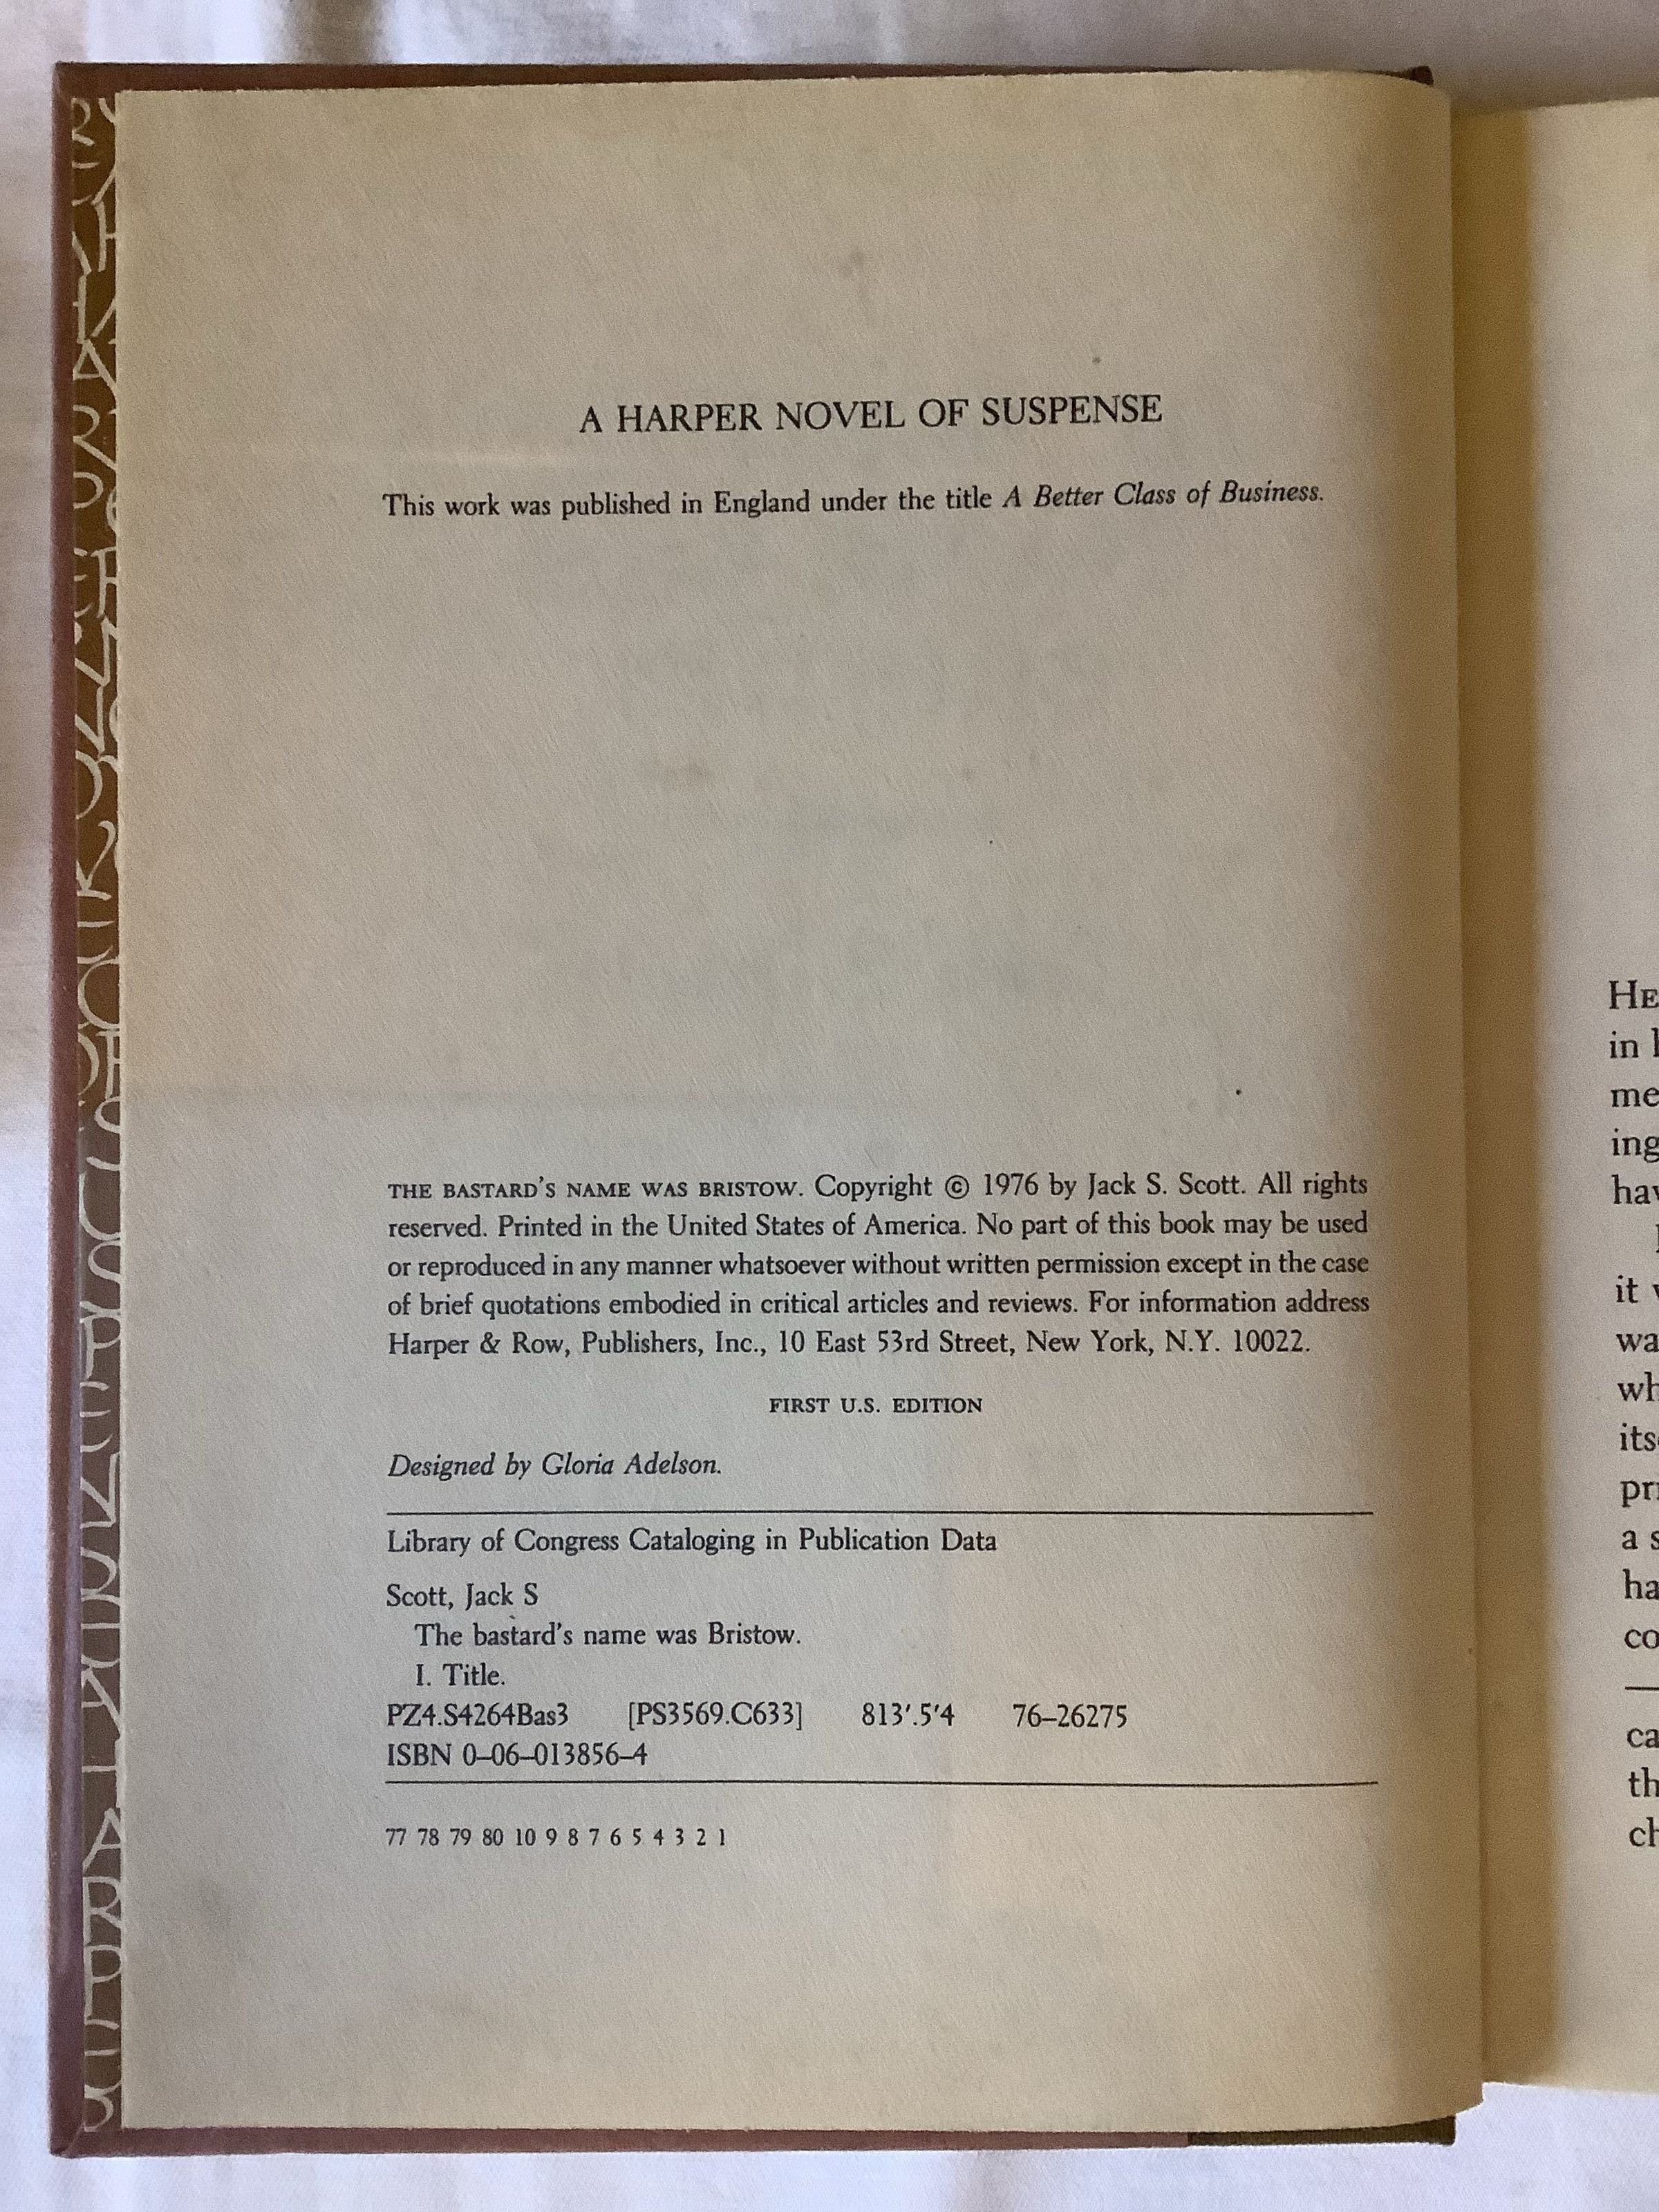 A HARPER NOVEL OF SUSPENSE
This work was published in England under the title A Better Class of Business.
THE BASTARD'S NAME WAS BRISTOW. Copyright © 1976 by Jack S. Scott. All rights
reserved. Printed in the United States of America. No part of this book may be used
or reproduced in any manner whatsoever without written permission except in the case
of brief quotations embodied in critical articles and reviews. For information address
Harper & Row, Publishers, Inc., 10 East 53rd Street, New York, N.Y. 10022.
FIRST U.S. EDITION
Designed by Gloria Adelson.
Library of Congress Cataloging in Publication Data
Scott, Jack S
The bastard's name was Bristow.
I. Title.
PZ4.S4264Bas3 [PS3569.C633] 813'.5'4 76–26275
ISBN 0–06–013856–4
77 78 79 80 10 9 8 7 6 5 4 3 2 1
in
me
ing
it
a